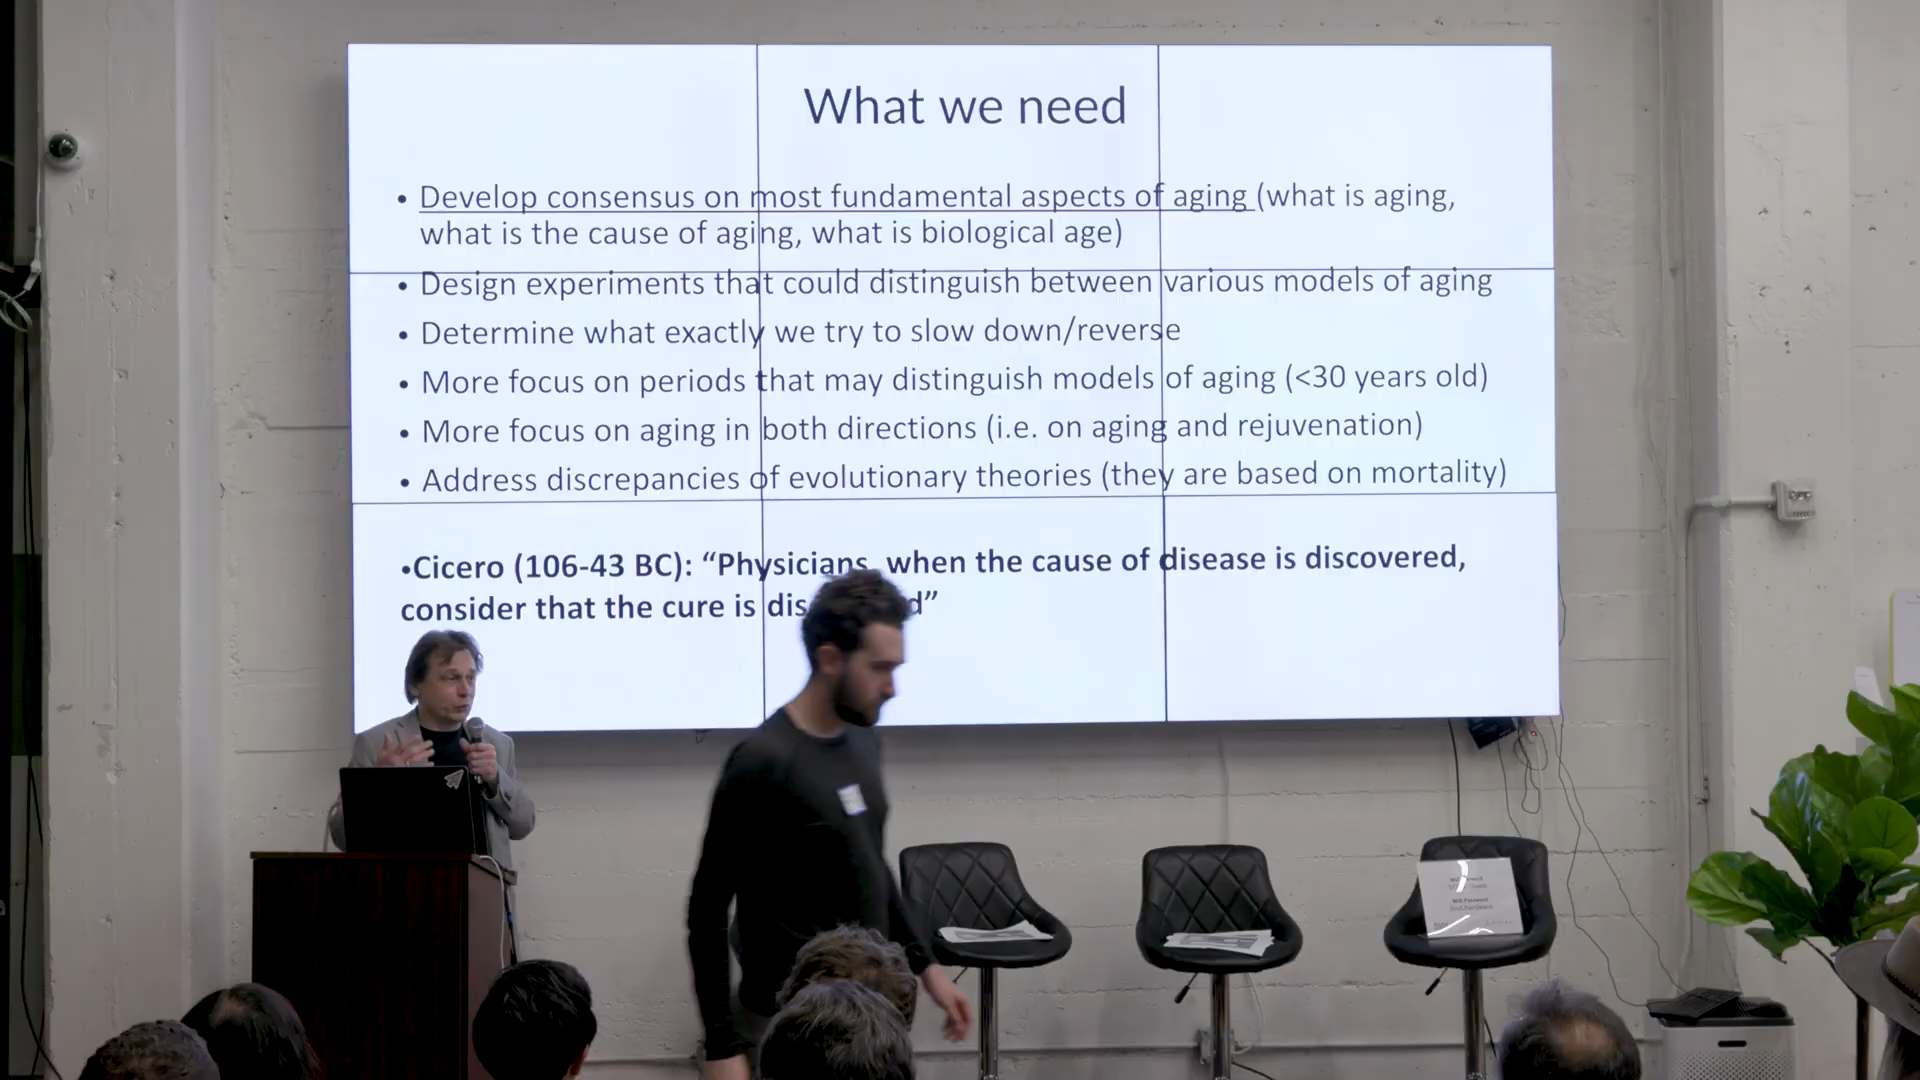 What we need
• Develop consensus on most fundamental aspects of aging (what is aging,
what is the cause of aging, what is biological age)
• Design experiments that could distinguish between various models of aging
• Determine what exactly we try to slow down/reverse
• More focus on periods that may distinguish models of aging (<30 years old)
• More focus on aging in both directions (i.e. on aging and rejuvenation)
• Address discrepancies of evolutionary theories (they are based on mortality)
•Cicero (106-43 BC): “Physicians, when the cause of disease is discovered,
consider that the cure is d”
Wifi Password